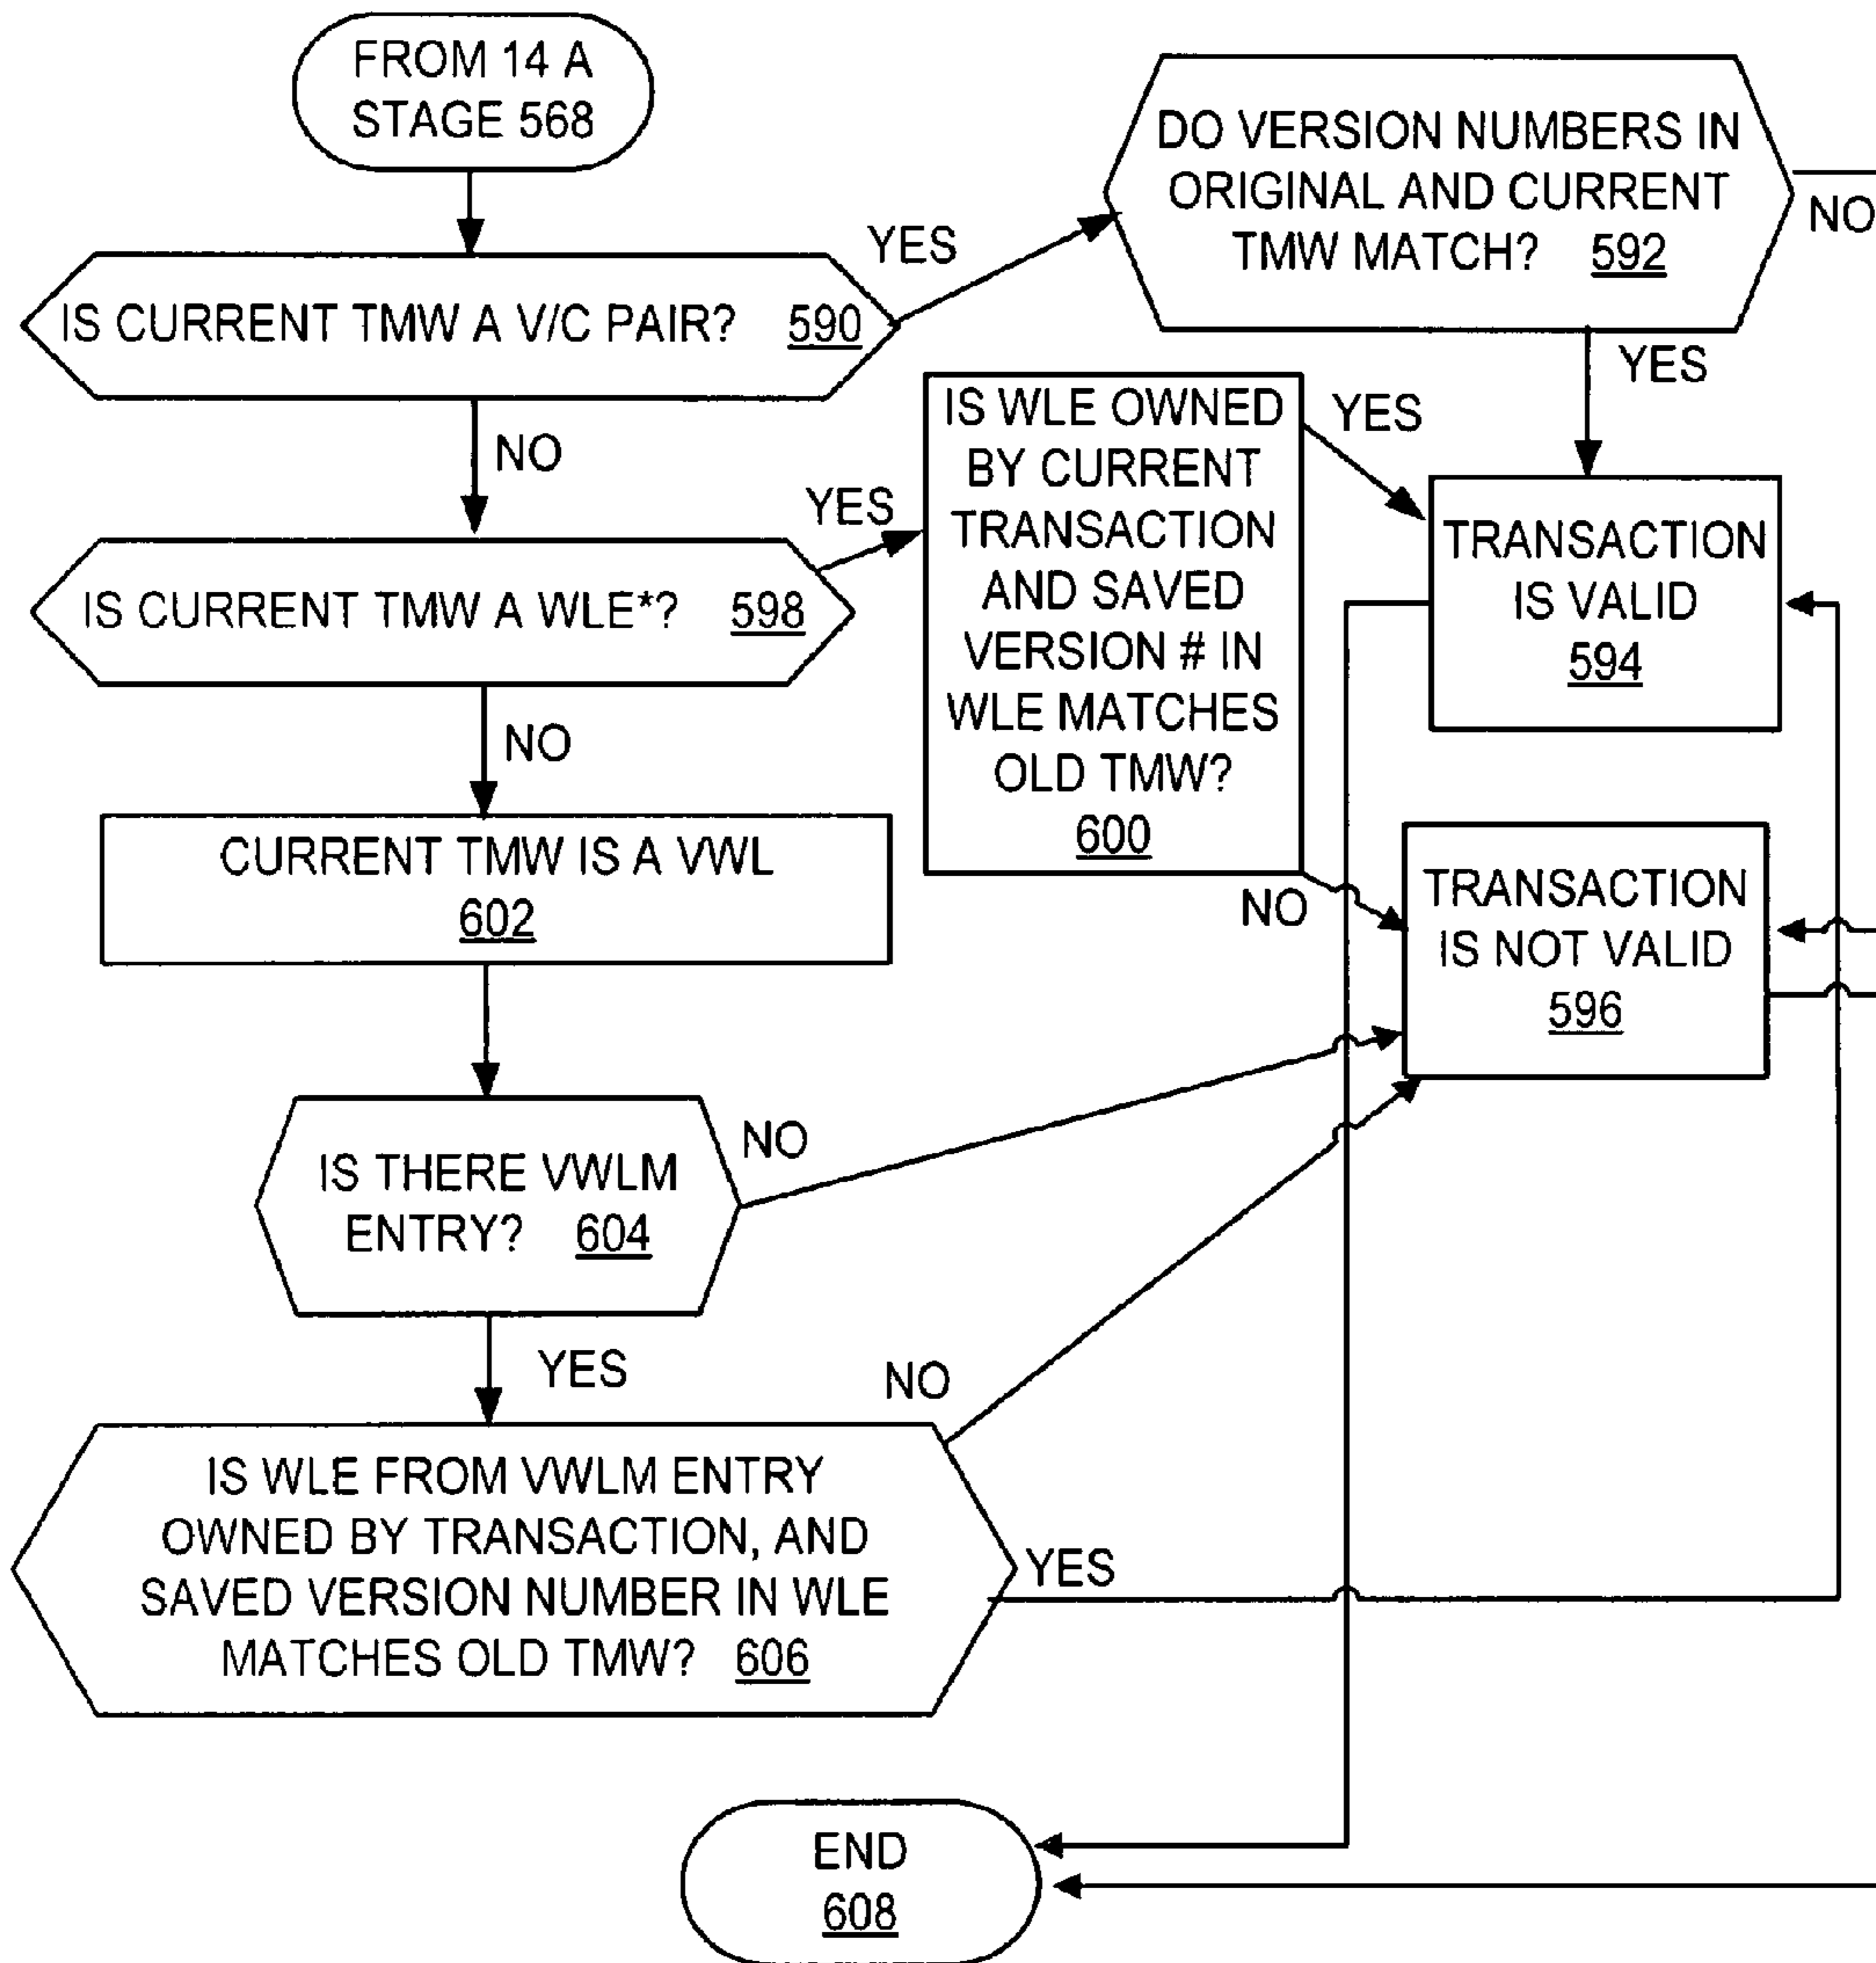 FROM 14 A
STAGE 568
IS CURRENT TMW A V/C PAIR? 590
YES
DO VERSION NUMBERS IN
ORIGINAL AND CURRENT
TMW MATCH? 592
NO
YES
NO
IS CURRENT TMW A WLE*? 598
YES
IS WLE OWNED
BY CURRENT
TRANSACTION
AND SAVED
VERSION # IN
WLE MATCHES
OLD TMW?
600
YES
NO
TRANSACTION
IS VALID
594
NO
CURRENT TMW IS A VWL
602
TRANSACTION
IS NOT VALID
596
IS THERE VWLM
ENTRY? 604
NO
YES
IS WLE FROM VWLM ENTRY
OWNED BY TRANSACTION, AND
SAVED VERSION NUMBER IN WLE
MATCHES OLD TMW? 606
NO
YES
END
608